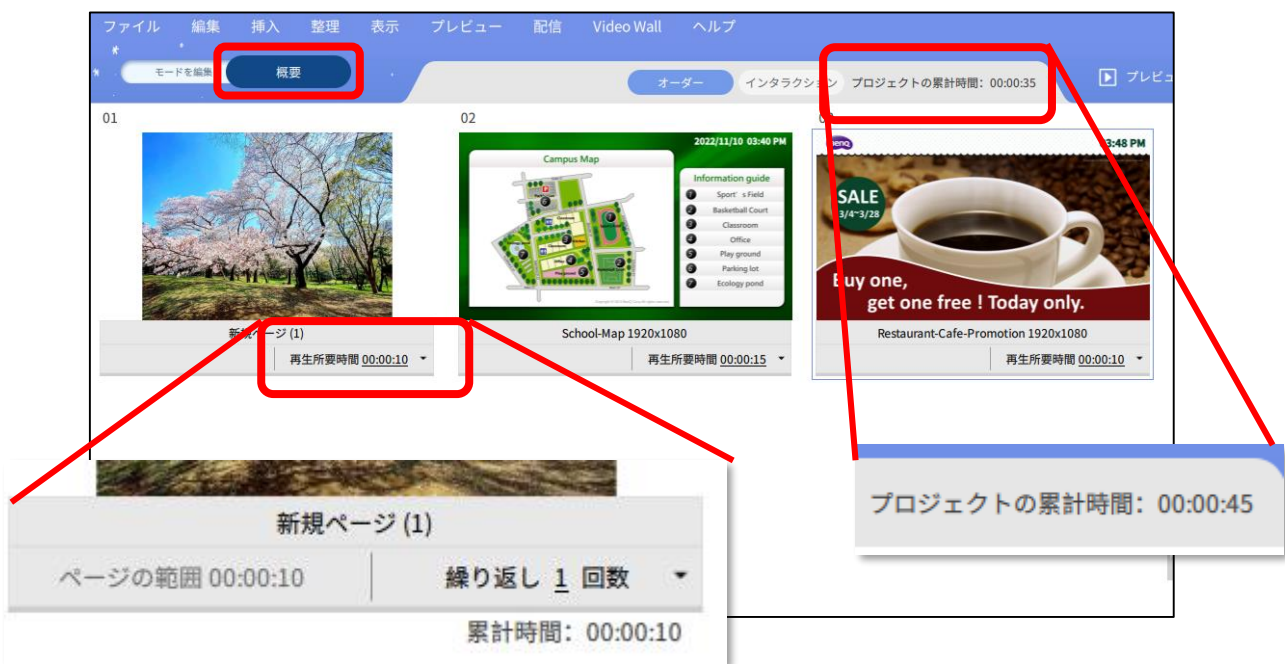 ファイル 編集 挿入 整理 表示 プレビュー 配信 Video Wall ヘルプ
モードを編集 概要 オーダー インタラクション プロジェクトの累計時間：00:00:35
01 02
2022/11/10 03:40 PM
Campus Map
Information guide
1 Sport' s Field
2 Basketball Court
3 Classroom
4 Office
5 Play ground
6 Parking lot
7 Ecology pond
BenQ
3:48 PM
SALE
3/4~3/28
Buy one,
get one free ! Today only.
新規ページ (1) School-Map 1920x1080 Restaurant-Cafe-Promotion 1920x1080
再生所要時間 00:00:10 再生所要時間 00:00:15 再生所要時間 00:00:10
プロジェクトの累計時間：00:00:45
新規ページ (1)
ページの範囲 00:00:10 繰り返し 1 回数
累計時間：00:00:10